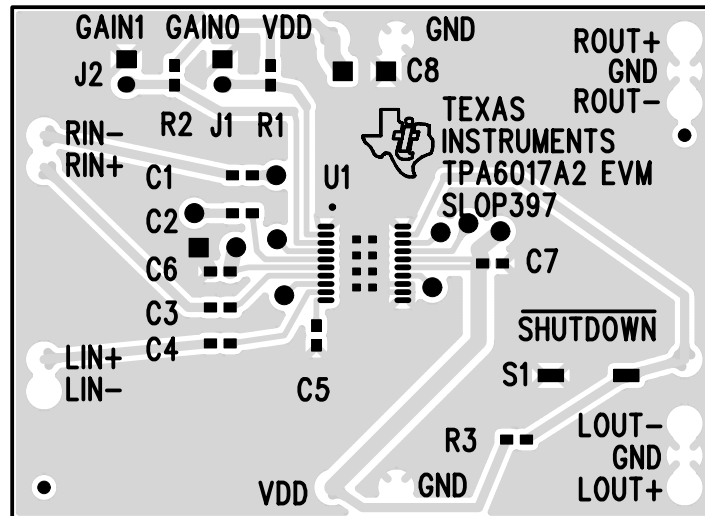 GAIN1 GAIN0 VDD GND
ROUT+
GND
ROUT-
J2
C8
R2 J1 R1
TEXAS
INSTRUMENTS
TPA6017A2 EVM
SLOP397
RIN-
RIN+
C1
U1
C2
C6
C7
C3
C4
SHUTDOWN
LIN+
LIN-
C5
S1
R3
LOUT-
GND
LOUT+
VDD
GND